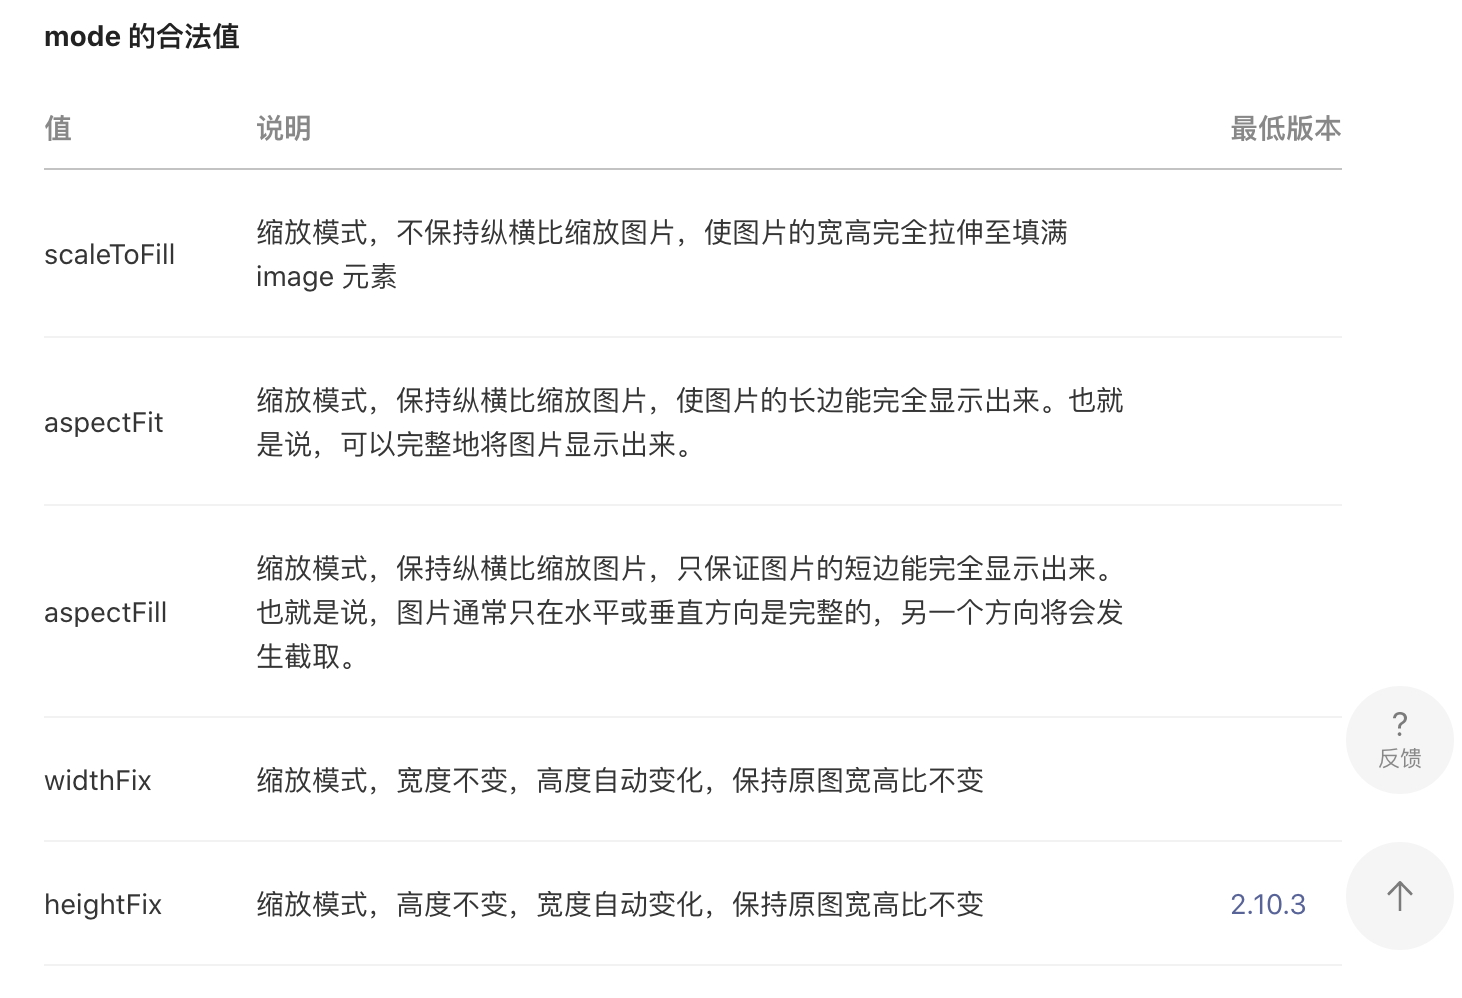 mode 的合法值
值 说明 最低版本
scaleToFill
缩放模式，不保持纵横比缩放图片，使图片的宽高完全拉伸至填满
image 元素
aspectFit
缩放模式，保持纵横比缩放图片，使图片的长边能完全显示出来。也就
是说，可以完整地将图片显示出来。
aspectFill
缩放模式，保持纵横比缩放图片，只保证图片的短边能完全显示出来。
也就是说，图片通常只在水平或垂直方向是完整的，另一个方向将会发
生截取。
widthFix 缩放模式，宽度不变，高度自动变化，保持原图宽高比不变
heightFix 缩放模式，高度不变，宽度自动变化，保持原图宽高比不变 2.10.3
?
反馈